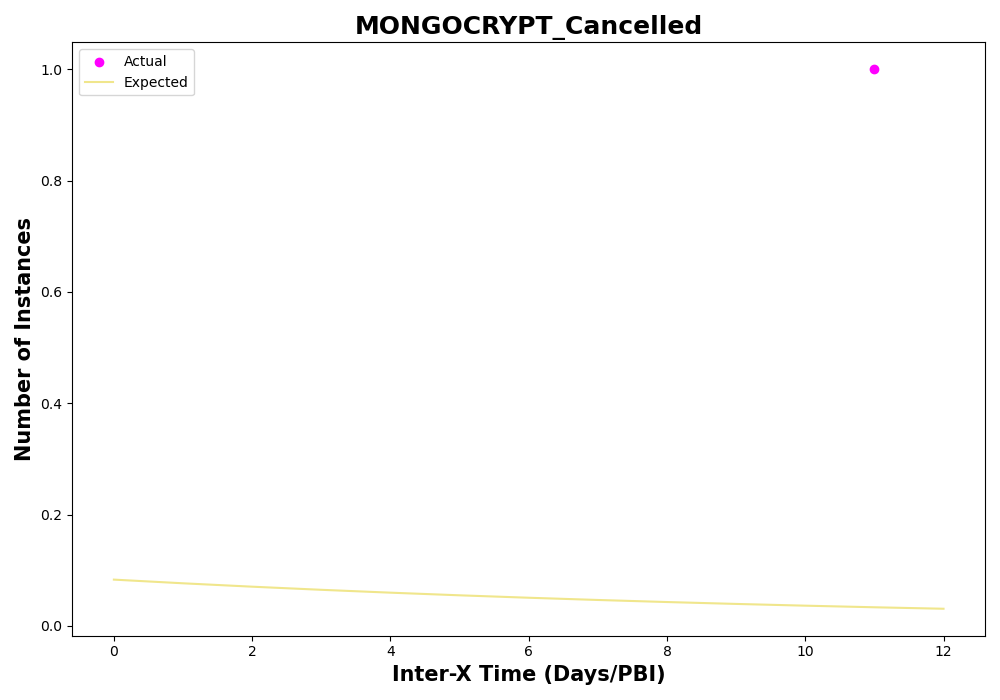 MONGOCRYPT_Cancelled
Actual
Expected
Number of Instances
1.0
0.8
0.6
0.4
0.2
0.0
0 2 4 6 8 10 12
Inter-X Time (Days/PBI)